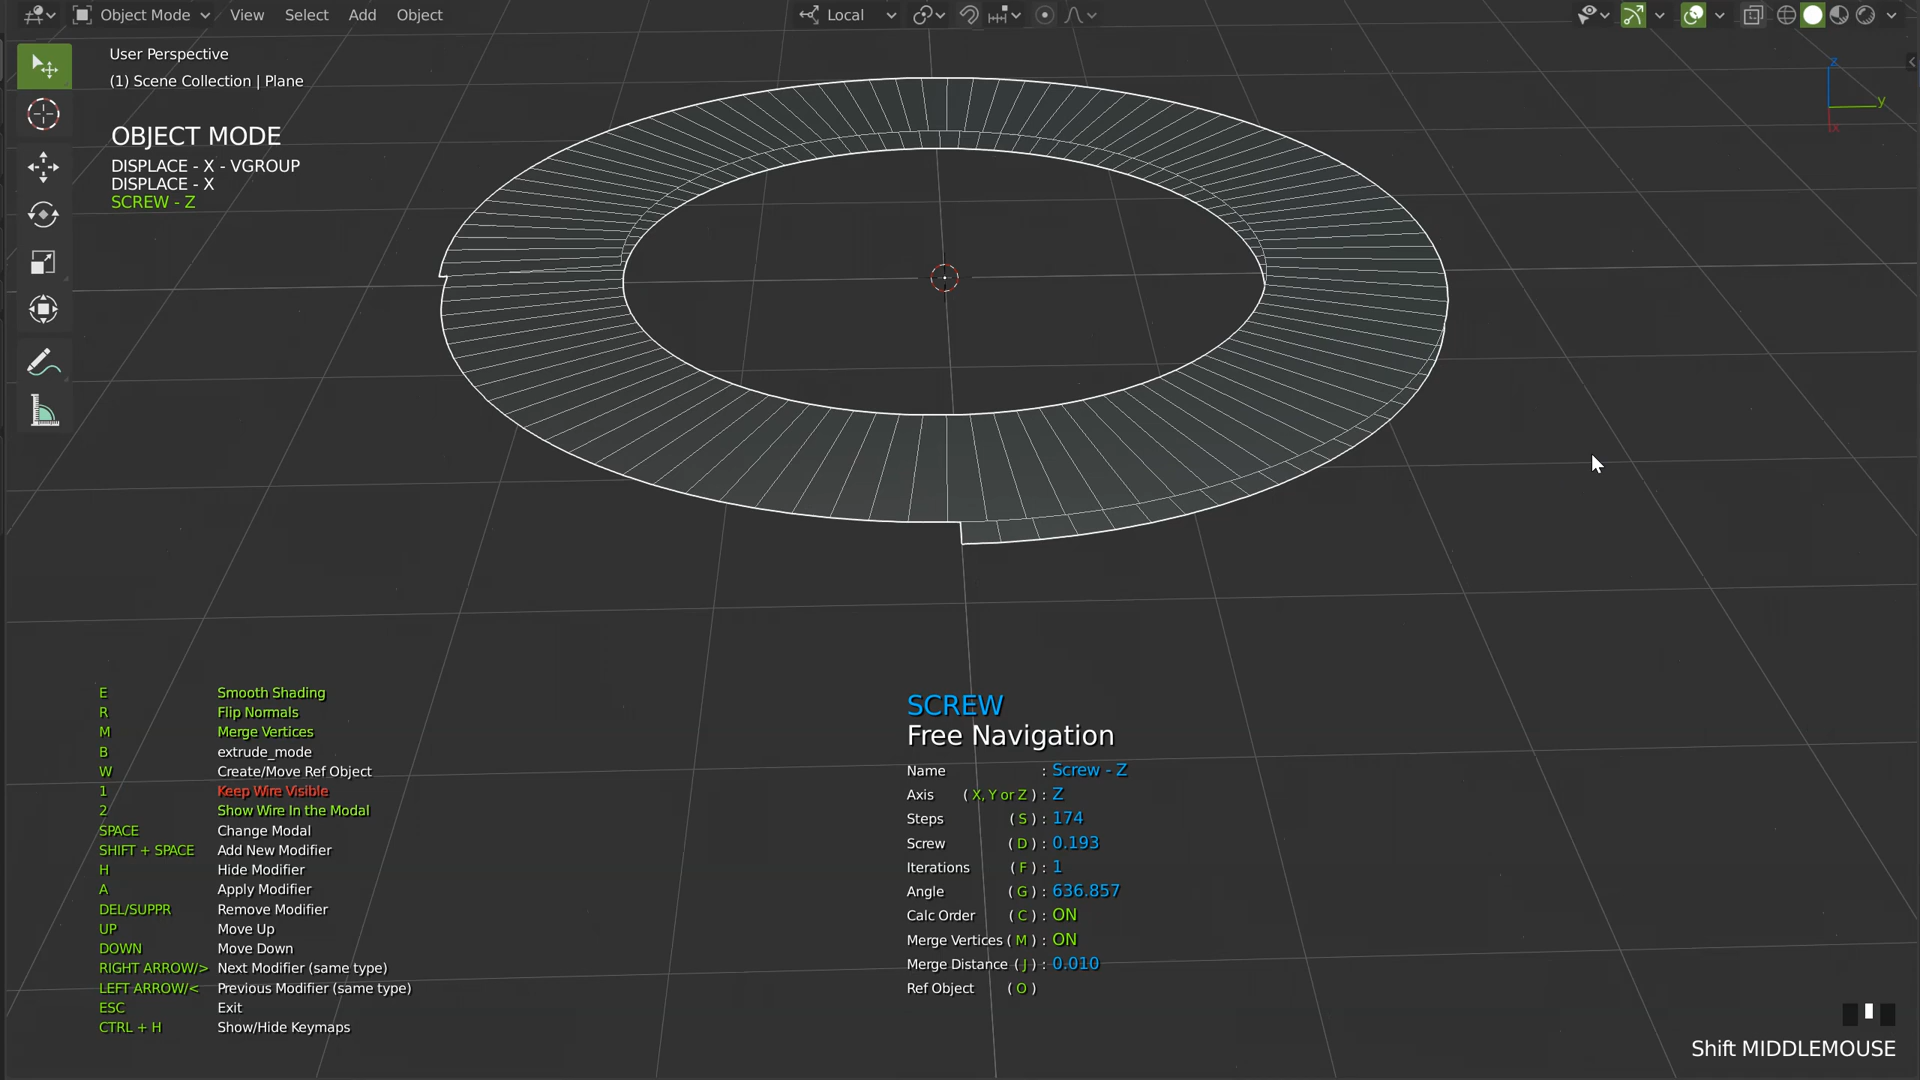 Object Mode View Select Add Object Local
User Perspective
(1) Scene Collection | Plane
OBJECT MODE
DISPLACE - X - VGROUP
DISPLACE - X
SCREW - Z
z
y
x
E Smooth Shading
R Flip Normals
M Merge Vertices
B extrude_mode
W Create/Move Ref Object
1 Keep Wire Visible
2 Show Wire In the Modal
SPACE Change Modal
SHIFT + SPACE Add New Modifier
H Hide Modifier
A Apply Modifier
DEL/SUPPR Remove Modifier
UP Move Up
DOWN Move Down
RIGHT ARROW/> Next Modifier (same type)
LEFT ARROW/< Previous Modifier (same type)
ESC Exit
CTRL + H Show/Hide Keymaps
SCREW
Free Navigation
Name : Screw - Z
Axis ( X, Y or Z ) : Z
Steps ( S ) : 174
Screw ( D ) : 0.193
Iterations ( F ) : 1
Angle ( G ) : 636.857
Calc Order ( C ) : ON
Merge Vertices ( M ) : ON
Merge Distance ( J ) : 0.010
Ref Object ( O )
Shift MIDDLEMOUSE